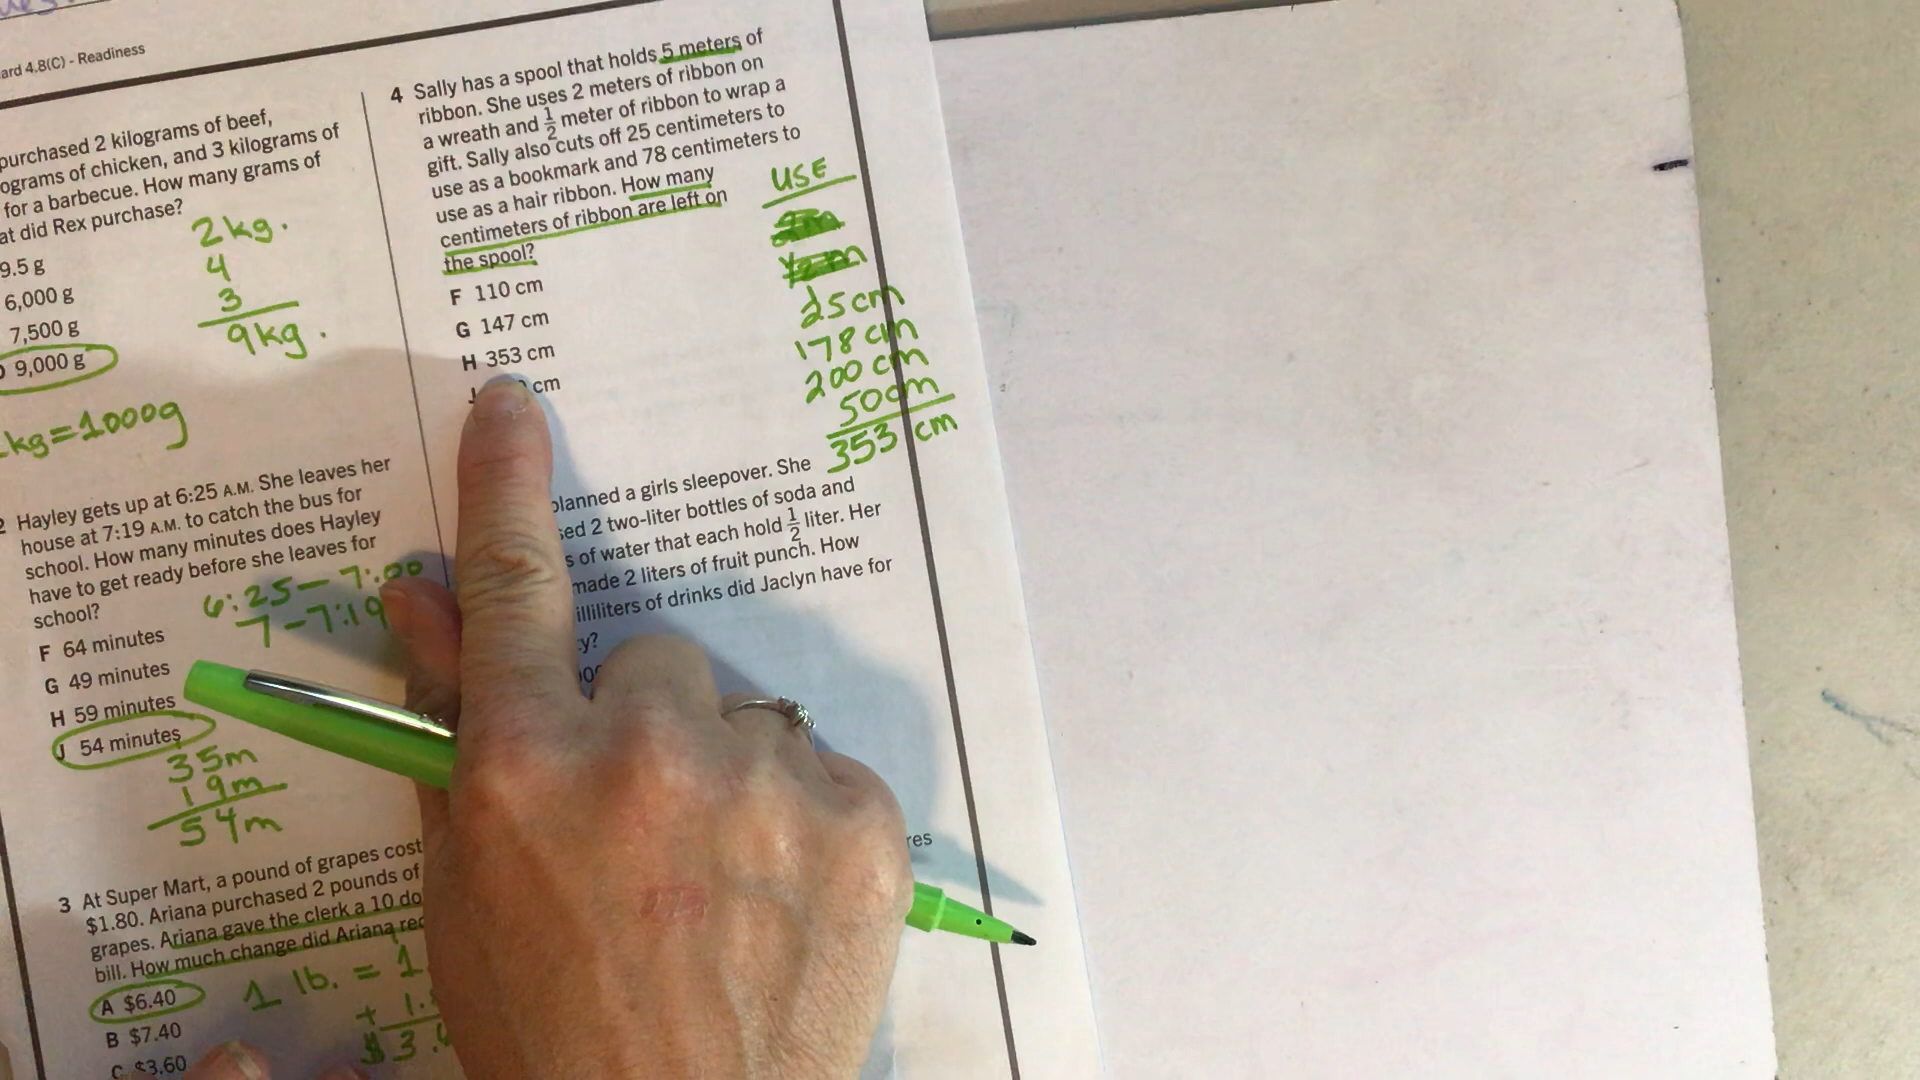 ard 4.8(C) - Readiness
purchased 2 kilograms of beef,
ograms of chicken, and 3 kilograms of
for a barbecue. How many grams of
at did Rex purchase?
9.5 g
6,000 g
7,500 g
9,000 g
2kg.
4
3
9kg.
kg=1000g
2 Hayley gets up at 6:25 A.M. She leaves her
house at 7:19 A.M. to catch the bus for
school. How many minutes does Hayley
have to get ready before she leaves for
school?
6:25-7:00
7-7:19
F 64 minutes
G 49 minutes
H 59 minutes
J 54 minutes
35m
19m
54m
3 At Super Mart, a pound of grapes cost
$1.80. Ariana purchased 2 pounds of
grapes. Ariana gave the clerk a 10 do
bill. How much change did Ariana rec
A $6.40
B $7.40
C $3.60
1 lb. = 1
+ 1.
$3.
4 Sally has a spool that holds 5 meters of
ribbon. She uses 2 meters of ribbon on
a wreath and 1/2 meter of ribbon to wrap a
gift. Sally also cuts off 25 centimeters to
use as a bookmark and 78 centimeters to
use as a hair ribbon. How many
centimeters of ribbon are left on
the spool?
F 110 cm
G 147 cm
H 353 cm
J cm
USE
2m
1/2 m
25cm
178 cm
200 cm
50cm
353 cm
planned a girls sleepover. She
sed 2 two-liter bottles of soda and
s of water that each hold 1/2 liter. Her
made 2 liters of fruit punch. How
illiliters of drinks did Jaclyn have for
y?
res